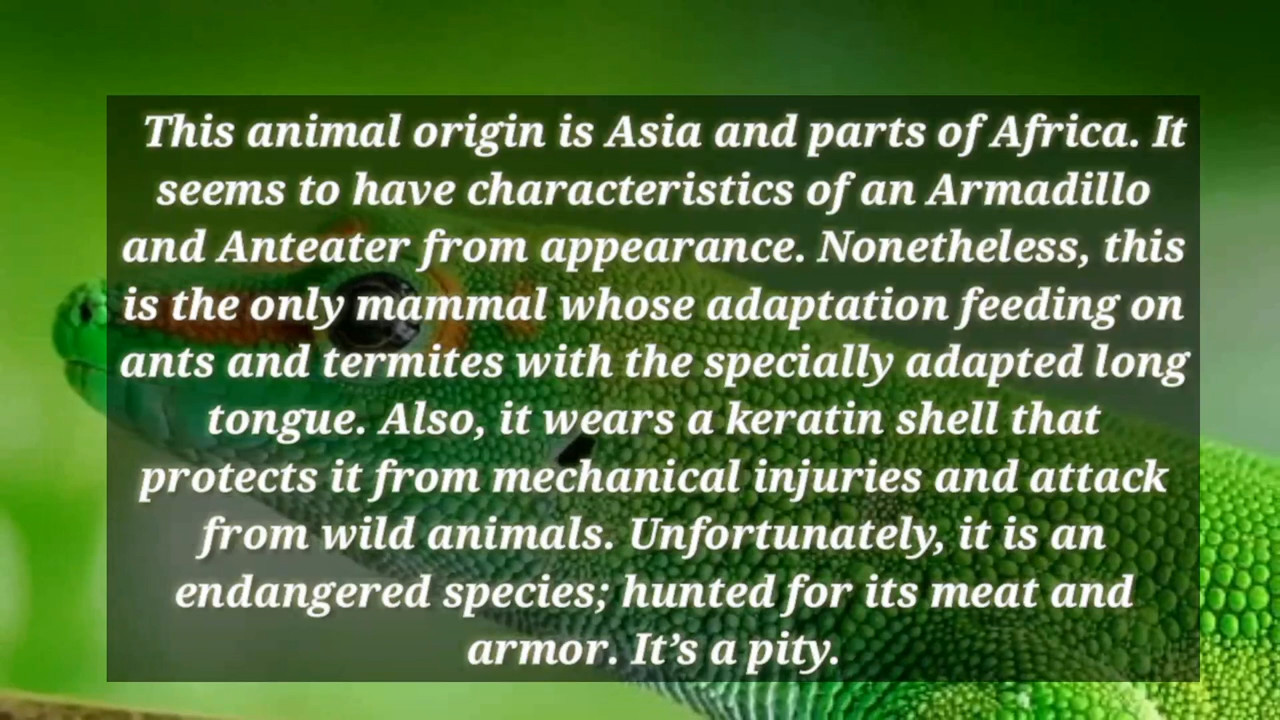 This animal origin is Asia and parts of Africa. It
seems to have characteristics of an Armadillo
and Anteater from appearance. Nonetheless, this
is the only mammal whose adaptation feeding on
ants and termites with the specially adapted long
tongue. Also, it wears a keratin shell that
protects it from mechanical injuries and attack
from wild animals. Unfortunately, it is an
endangered species; hunted for its meat and
armor. It’s a pity.